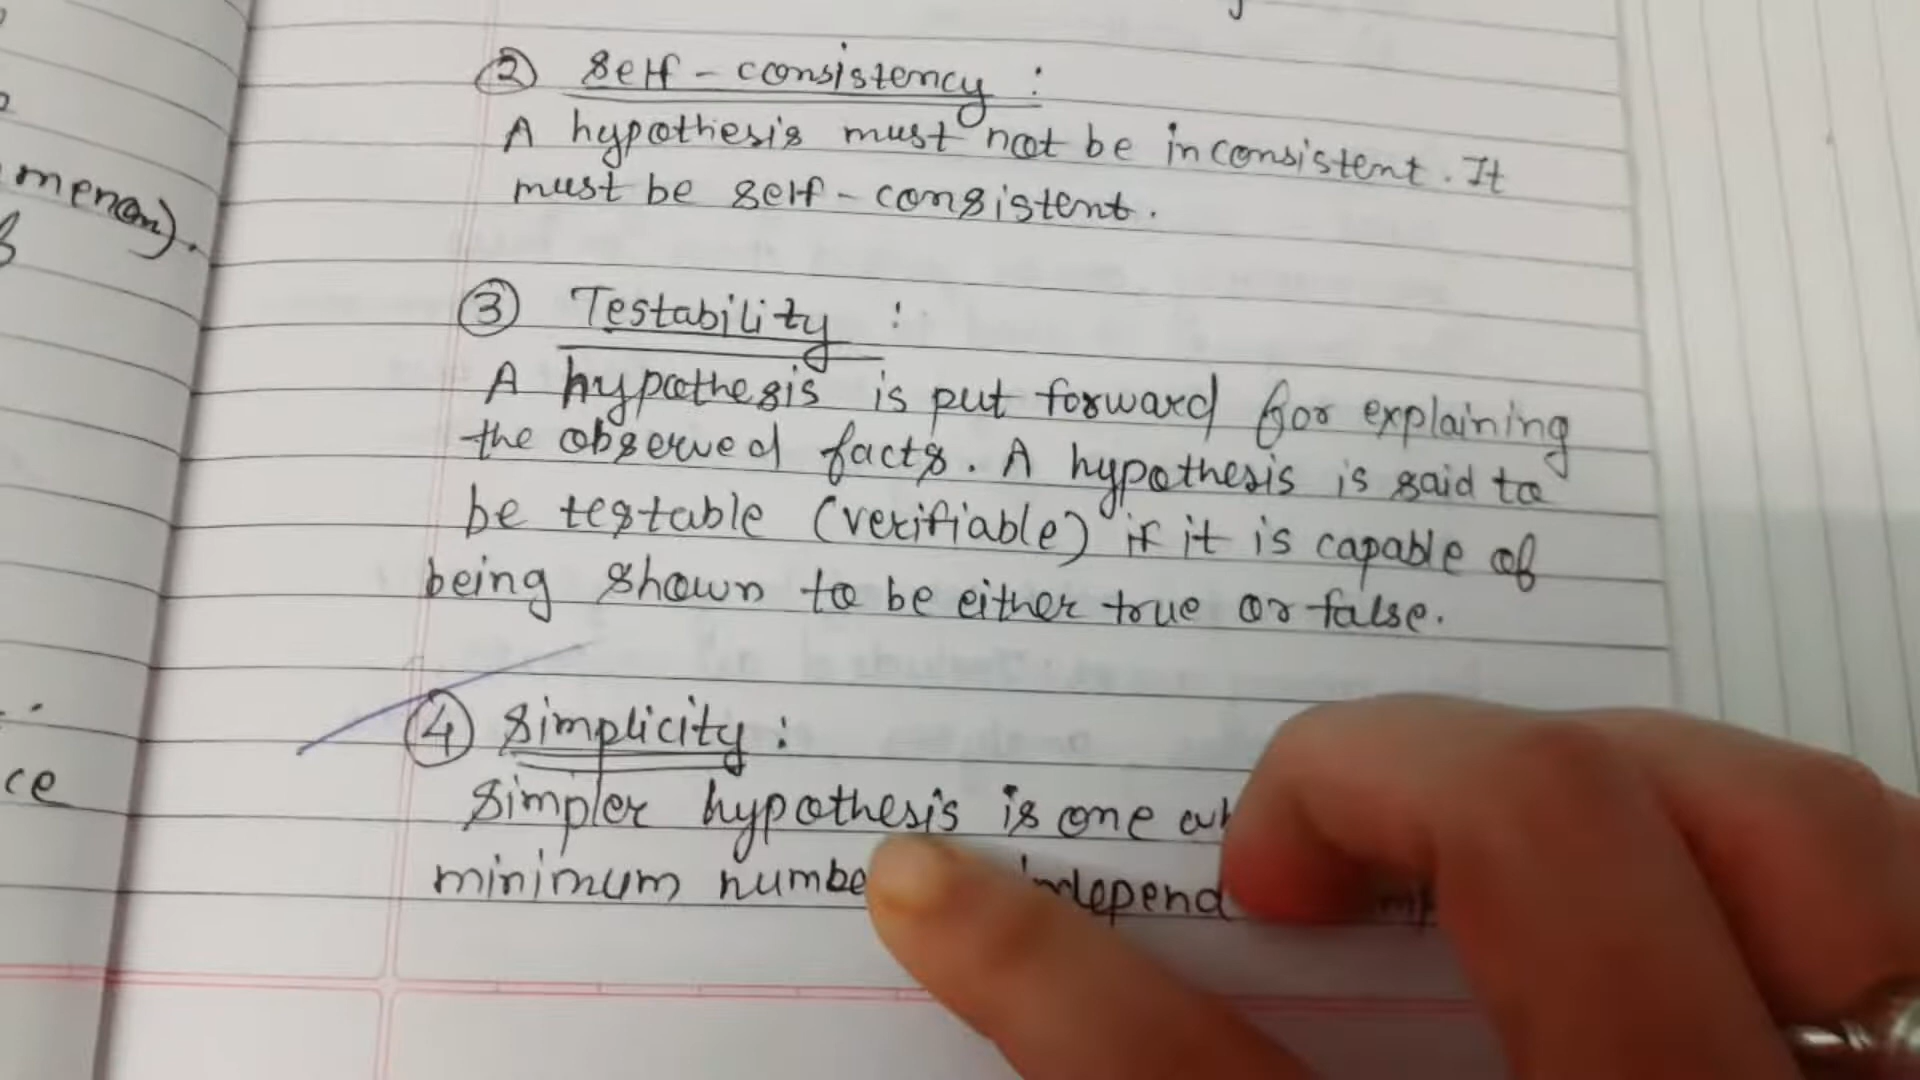 ② Self - consistency :
A hypothesis must not be inconsistent. It
must be self - consistent.
③ Testability :
A hypothesis is put forward for explaining
the observed facts. A hypothesis is said to
be testable (verifiable) if it is capable of
being shown to be either true or false.
④ Simplicity :
Simpler hypothesis is one
minimum
menon).
ce